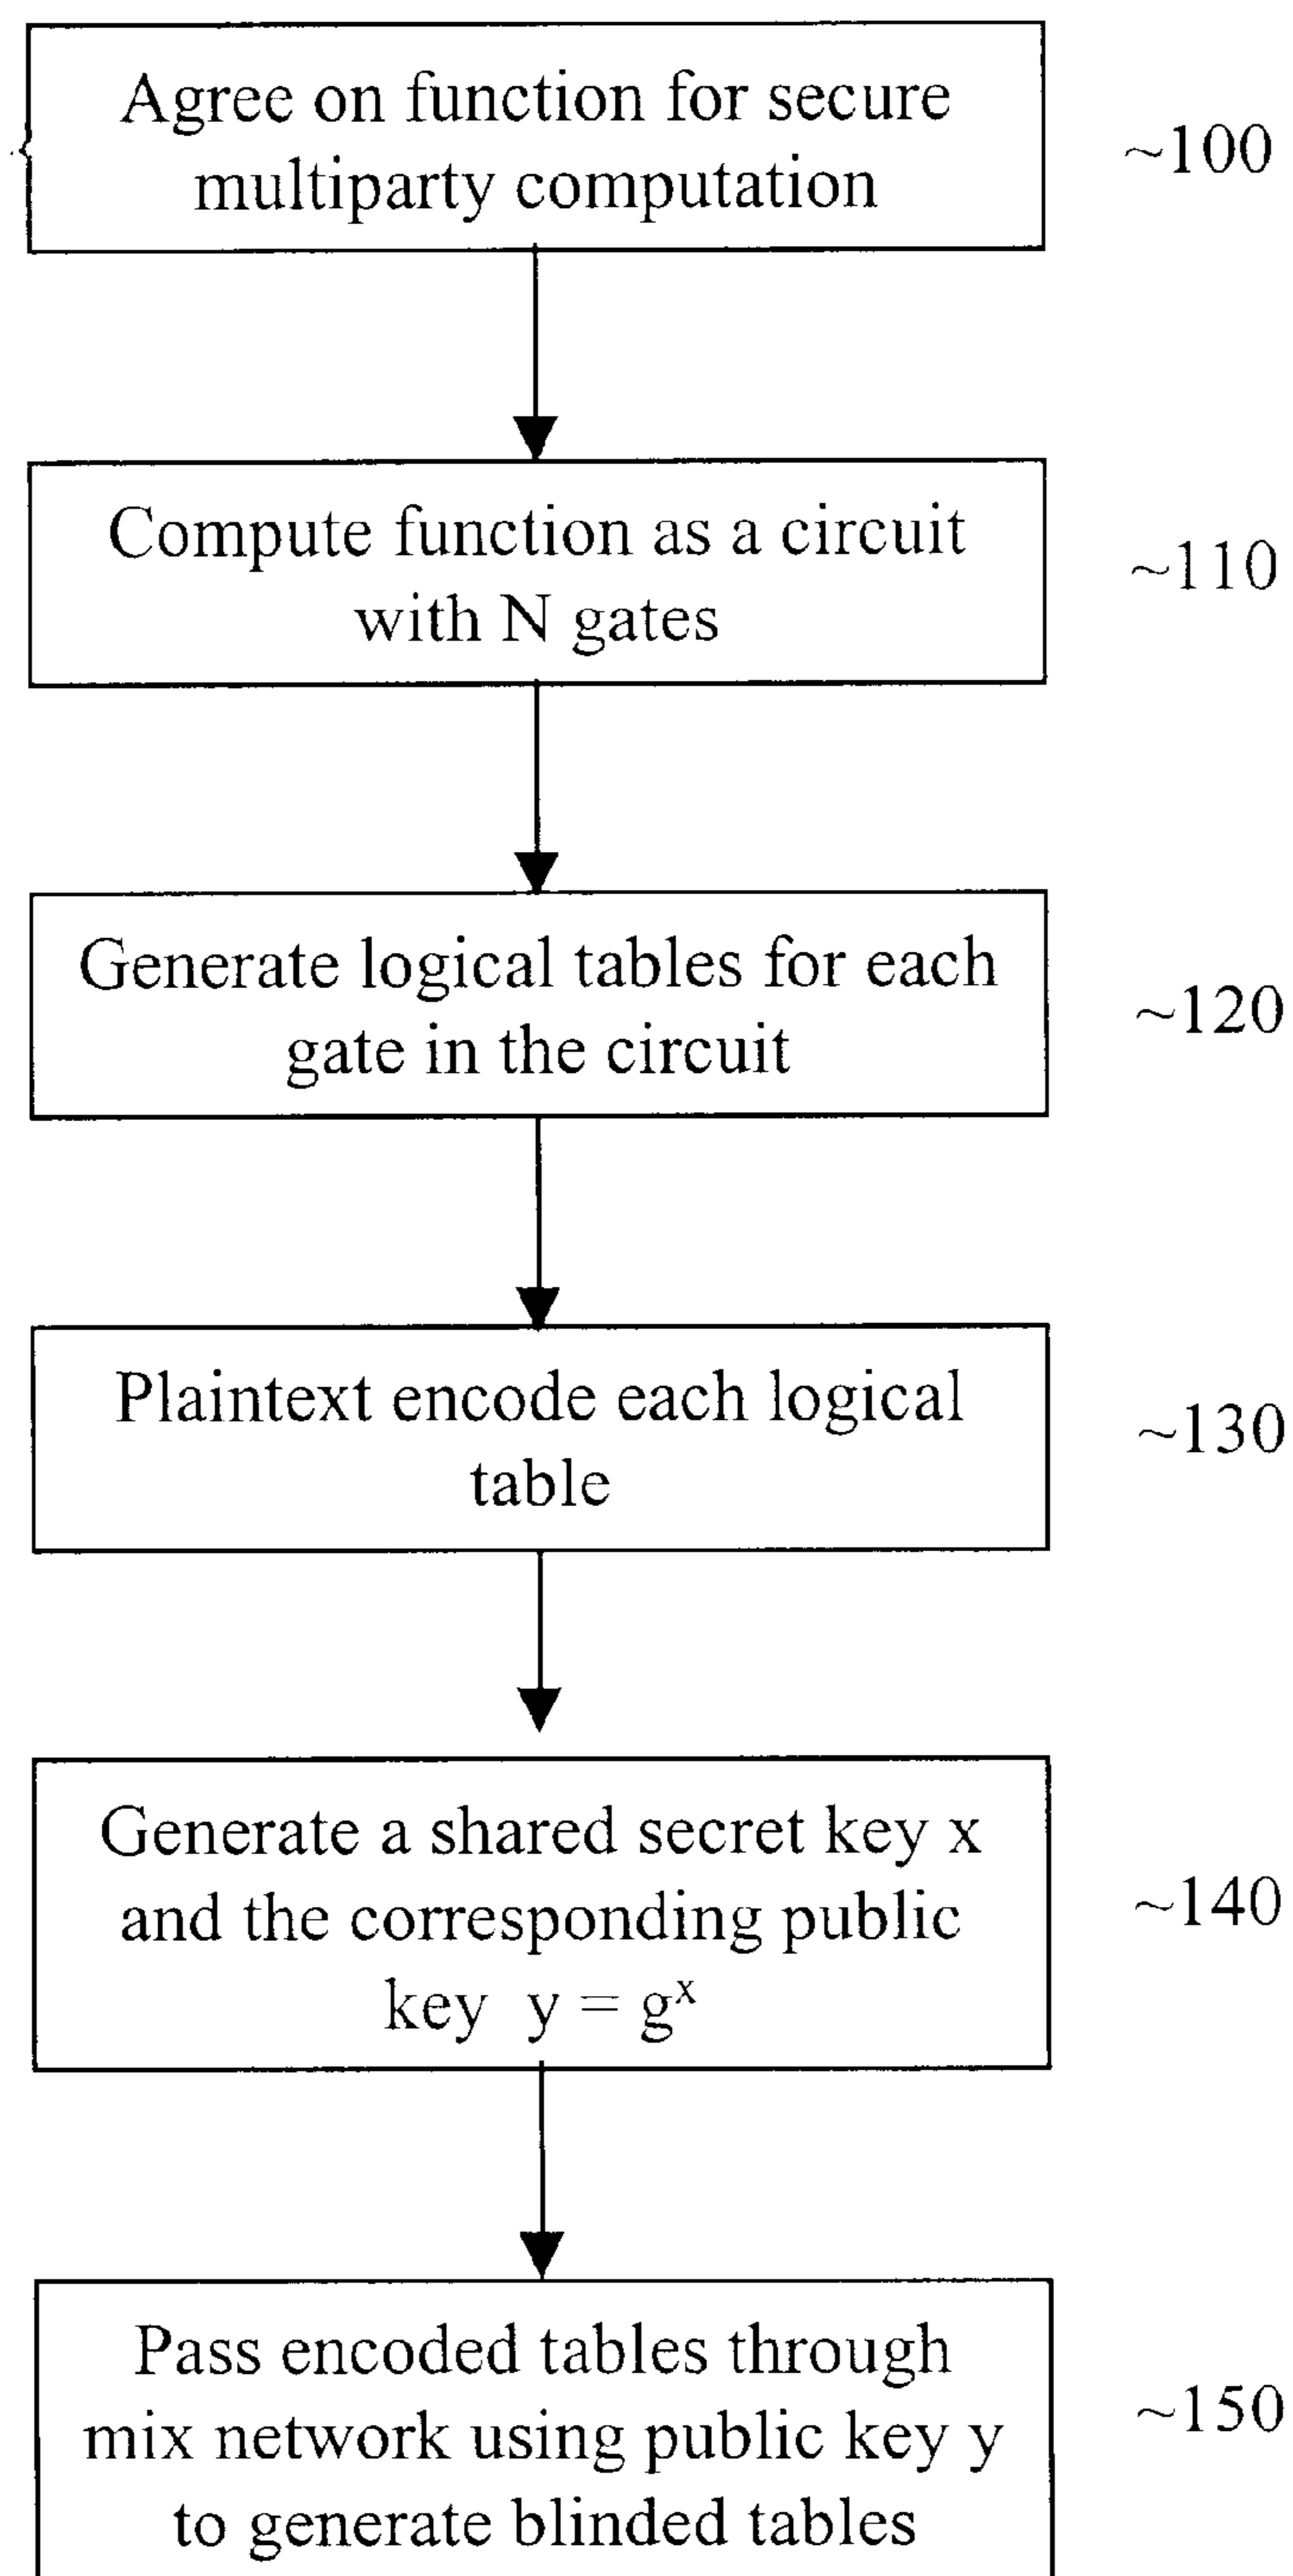 Agree on function for secure
multiparty computation
~100
Compute function as a circuit
with N gates
~110
Generate logical tables for each
gate in the circuit
~120
Plaintext encode each logical
table
~130
Generate a shared secret key x
and the corresponding public
key y = gˣ
~140
Pass encoded tables through
mix network using public key y
to generate blinded tables
~150